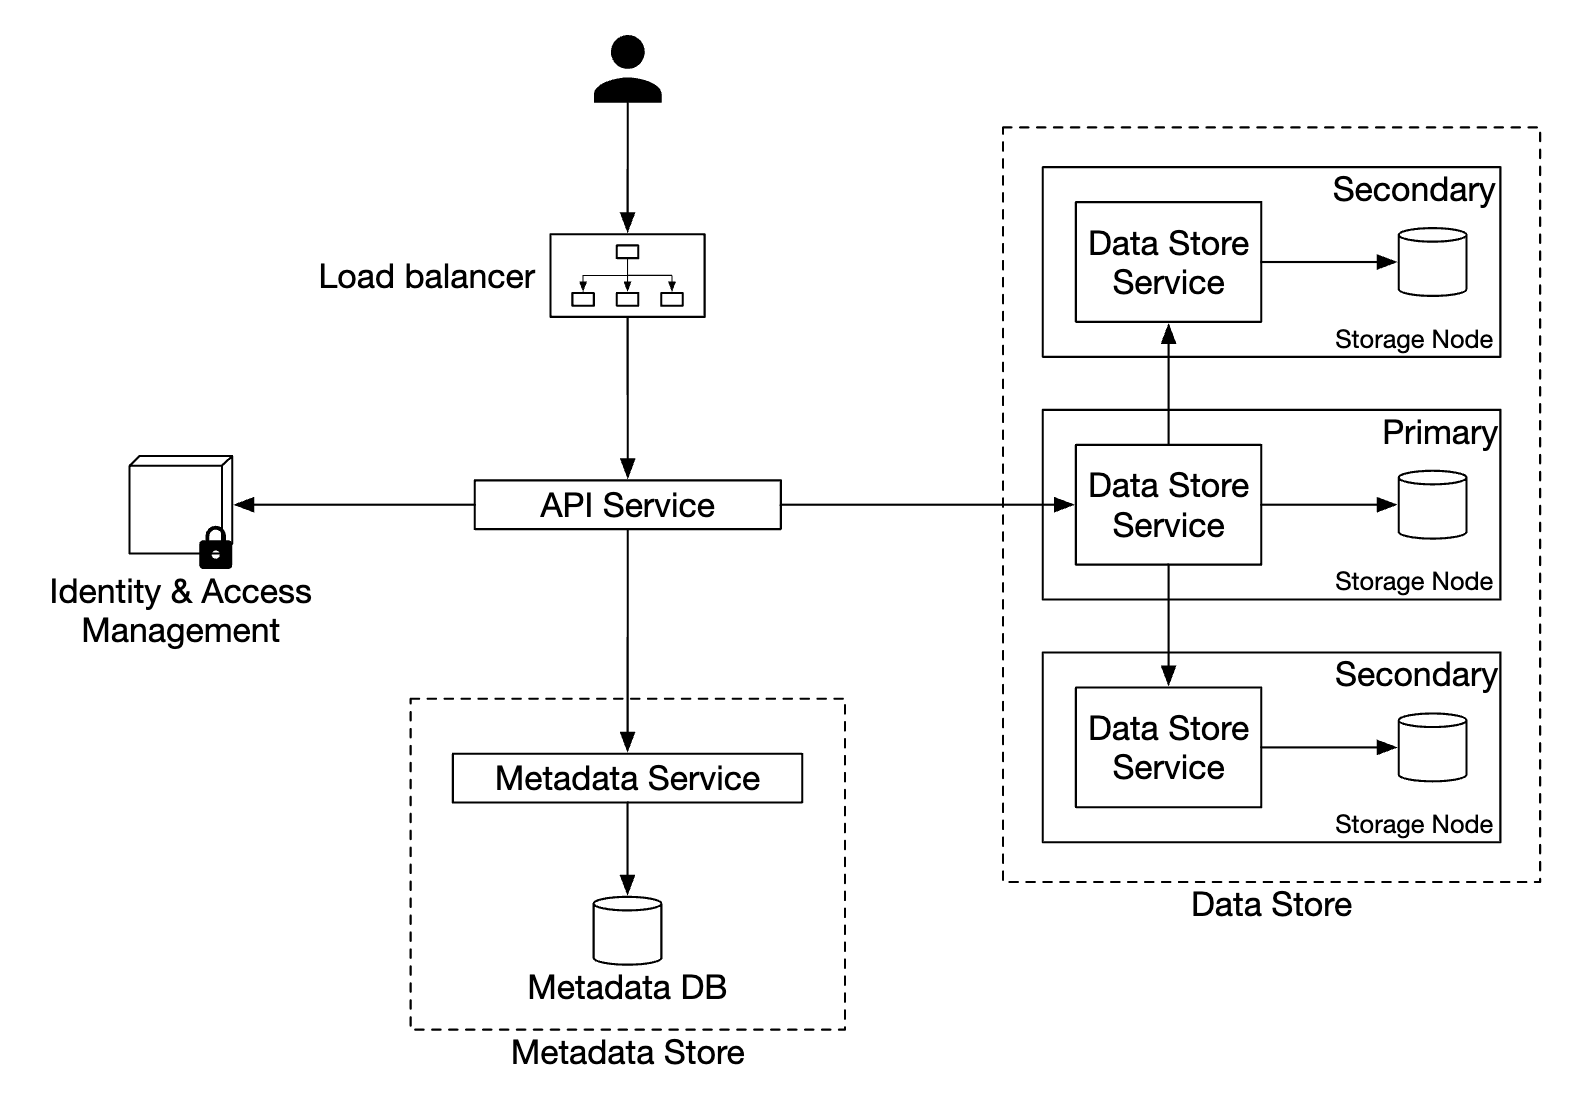 Load balancer
API Service
Identity & Access
Management
Metadata Service
Metadata DB
Metadata Store
Secondary
Data Store
Service
Storage Node
Primary
Data Store
Service
Storage Node
Secondary
Data Store
Service
Storage Node
Data Store